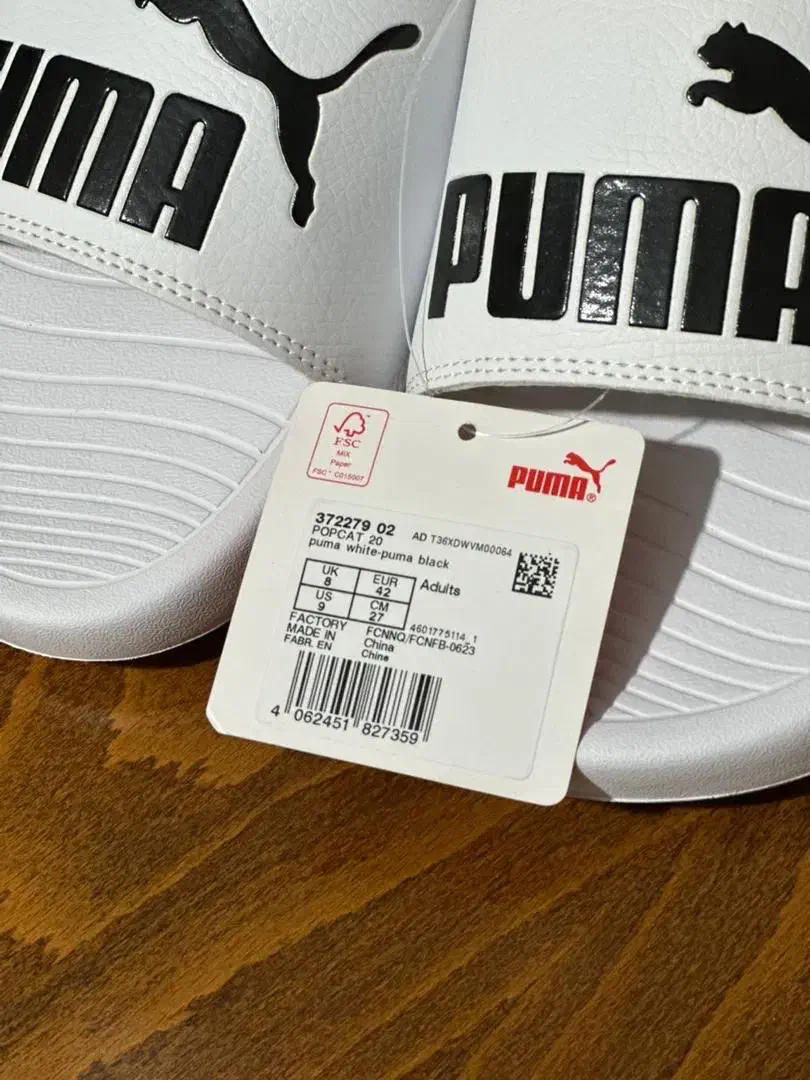 PUMA
PUMA
FSC™
MIX
Paper
FSC® C015007
PUMA®
372279 02
POPCAT 20
AD T36XDWVM00064
puma white-puma black
UK
8
EUR
42
Adults
US
9
CM
27
4601775114_1
FACTORY FCNNQ/FCNFB-0623
MADE IN China
FABR. EN Chine
4 062451 827359